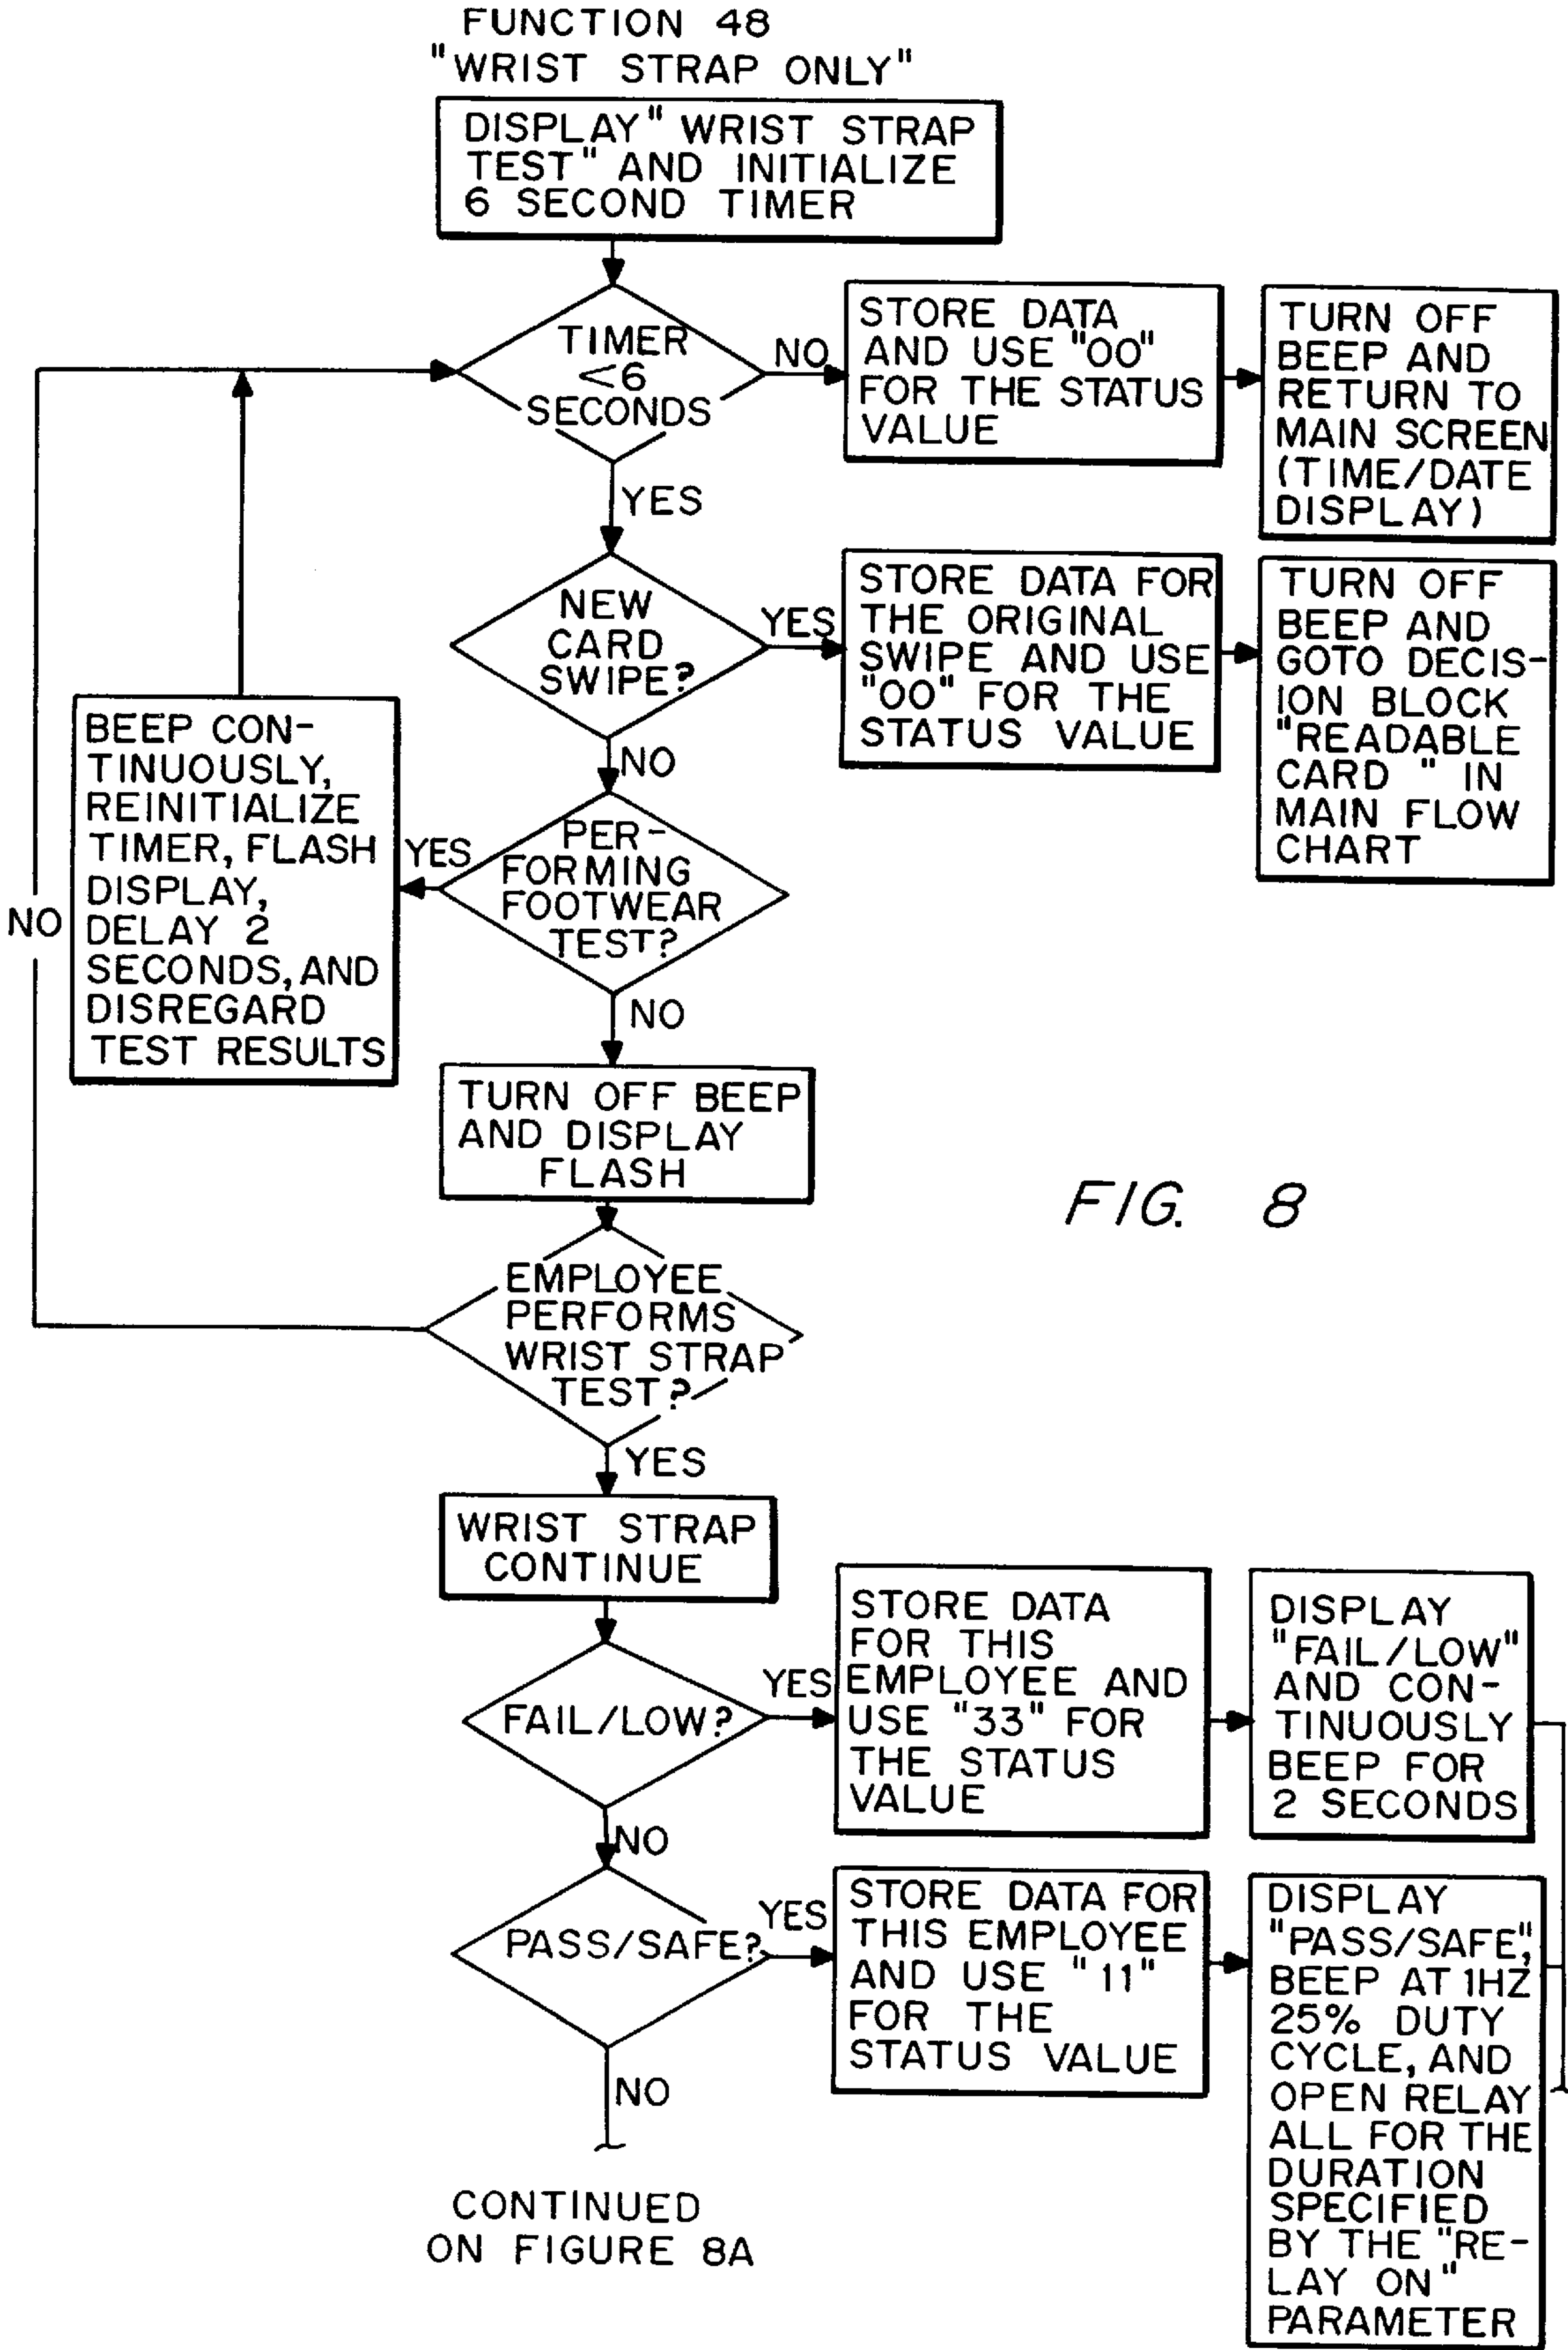 FUNCTION 48
"WRIST STRAP ONLY"
DISPLAY" WRIST STRAP
TEST" AND INITIALIZE
6 SECOND TIMER
TIMER
<6
SECONDS
NO
STORE DATA
AND USE "OO"
FOR THE STATUS
VALUE
TURN OFF
BEEP AND
RETURN TO
MAIN SCREEN
(TIME/DATE
DISPLAY)
YES
NEW
CARD
SWIPE?
YES
STORE DATA FOR
THE ORIGINAL
SWIPE AND USE
"OO" FOR THE
STATUS VALUE
TURN OFF
BEEP AND
GOTO DECIS-
ION BLOCK
"READABLE
CARD " IN
MAIN FLOW
CHART
NO
PER-
FORMING
FOOTWEAR
TEST?
YES
BEEP CON-
TINUOUSLY,
REINITIALIZE
TIMER, FLASH
DISPLAY,
DELAY 2
SECONDS, AND
DISREGARD
TEST RESULTS
NO
NO
TURN OFF BEEP
AND DISPLAY
FLASH
FIG. 8
EMPLOYEE
PERFORMS
WRIST STRAP
TEST?
YES
WRIST STRAP
CONTINUE
FAIL/LOW?
YES
STORE DATA
FOR THIS
EMPLOYEE AND
USE "33" FOR
THE STATUS
VALUE
DISPLAY
"FAIL/LOW"
AND CON-
TINUOUSLY
BEEP FOR
2 SECONDS
NO
PASS/SAFE?
YES
STORE DATA FOR
THIS EMPLOYEE
AND USE "11"
FOR THE
STATUS VALUE
DISPLAY
"PASS/SAFE",
BEEP AT 1HZ
25% DUTY
CYCLE, AND
OPEN RELAY
ALL FOR THE
DURATION
SPECIFIED
BY THE "RE-
LAY ON"
PARAMETER
NO
CONTINUED
ON FIGURE 8A